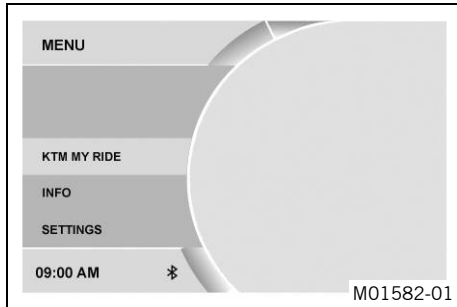 MENU
KTM MY RIDE
INFO
SETTINGS
09:00 AM
M01582-01